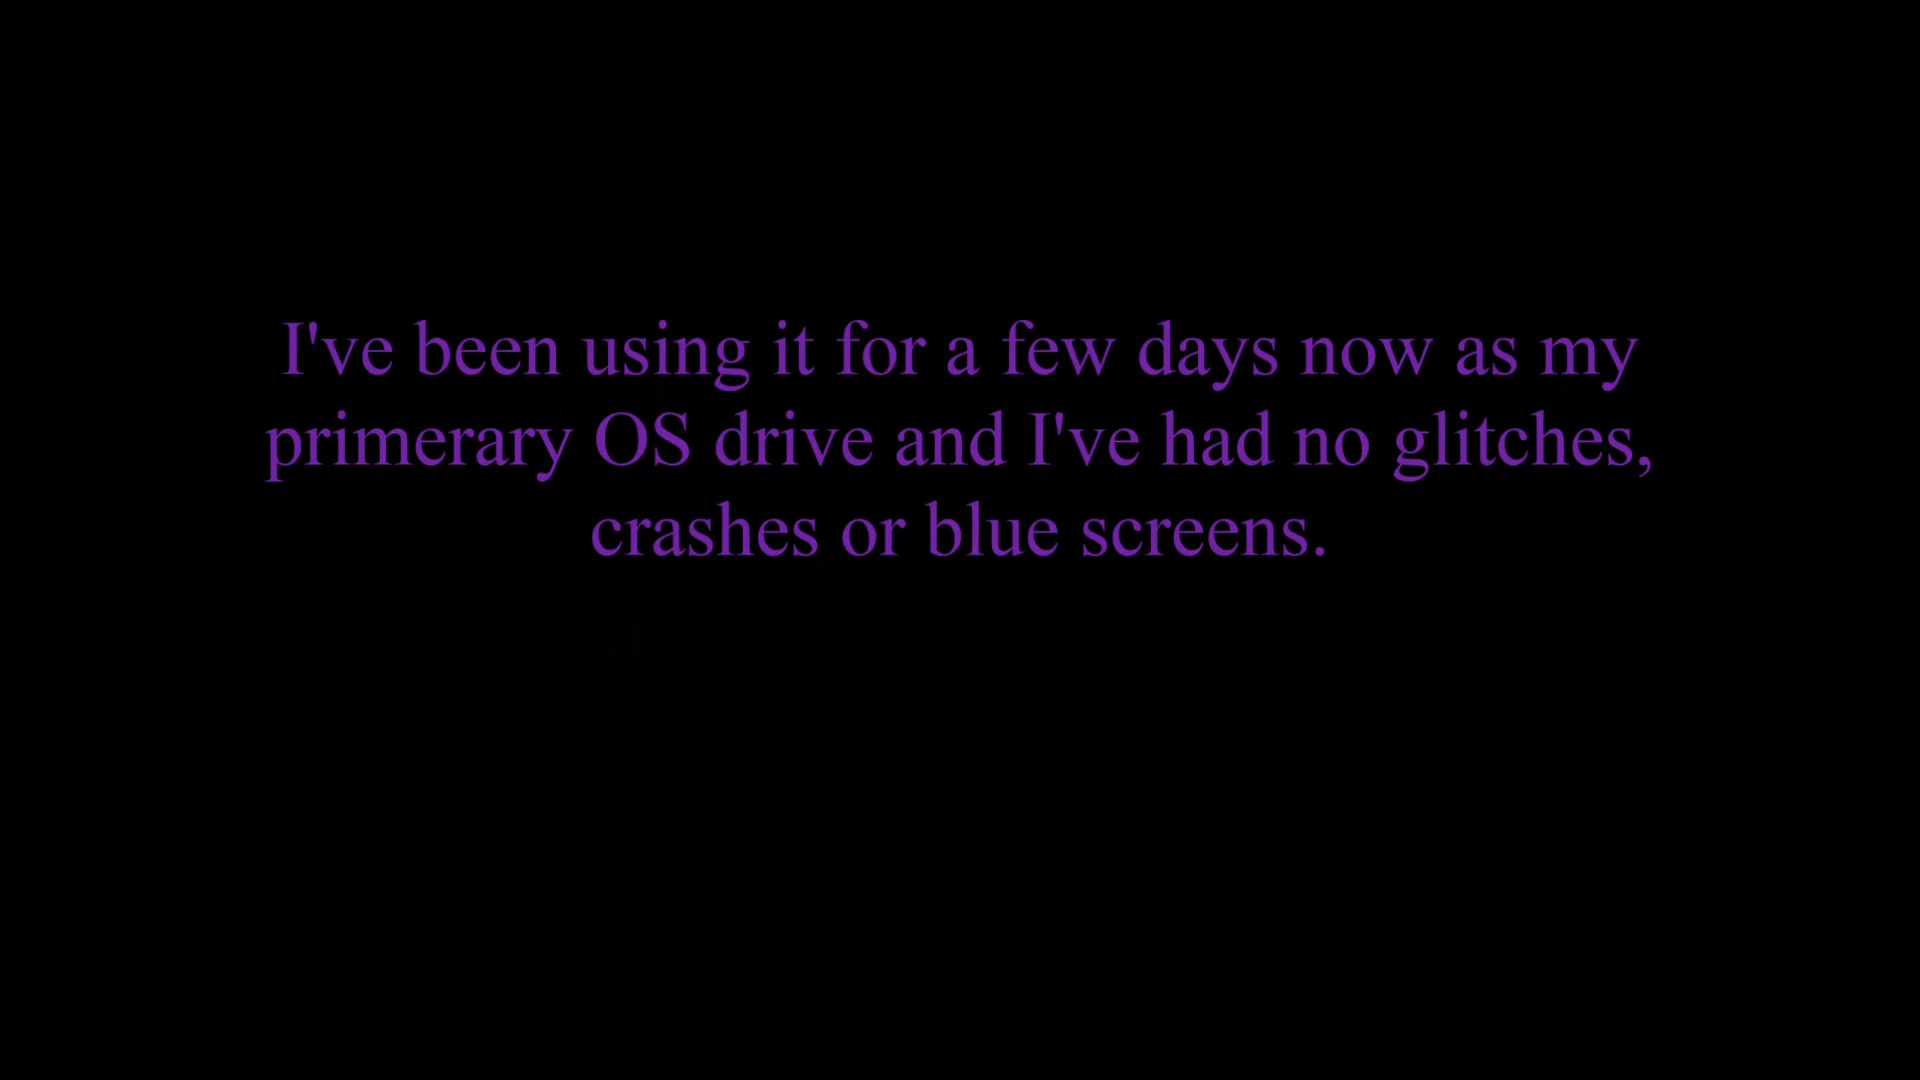 I've been using it for a few days now as my
primerary OS drive and I've had no glitches,
crashes or blue screens.